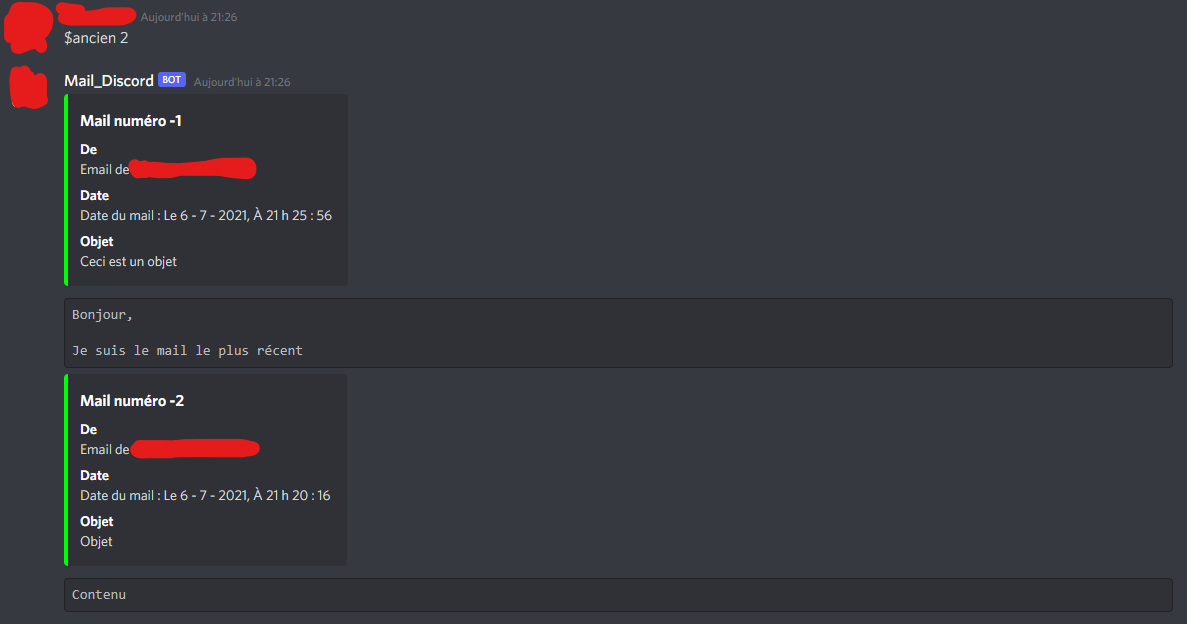 Aujourd'hui à 21:26
$ancien 2
Mail_Discord BOT Aujourd'hui à 21:26
Mail numéro -1
De
Email de
Date
Date du mail : Le 6 - 7 - 2021, À 21 h 25 : 56
Objet
Ceci est un objet
Bonjour,
Je suis le mail le plus récent
Mail numéro -2
De
Email de
Date
Date du mail : Le 6 - 7 - 2021, À 21 h 20 : 16
Objet
Objet
Contenu